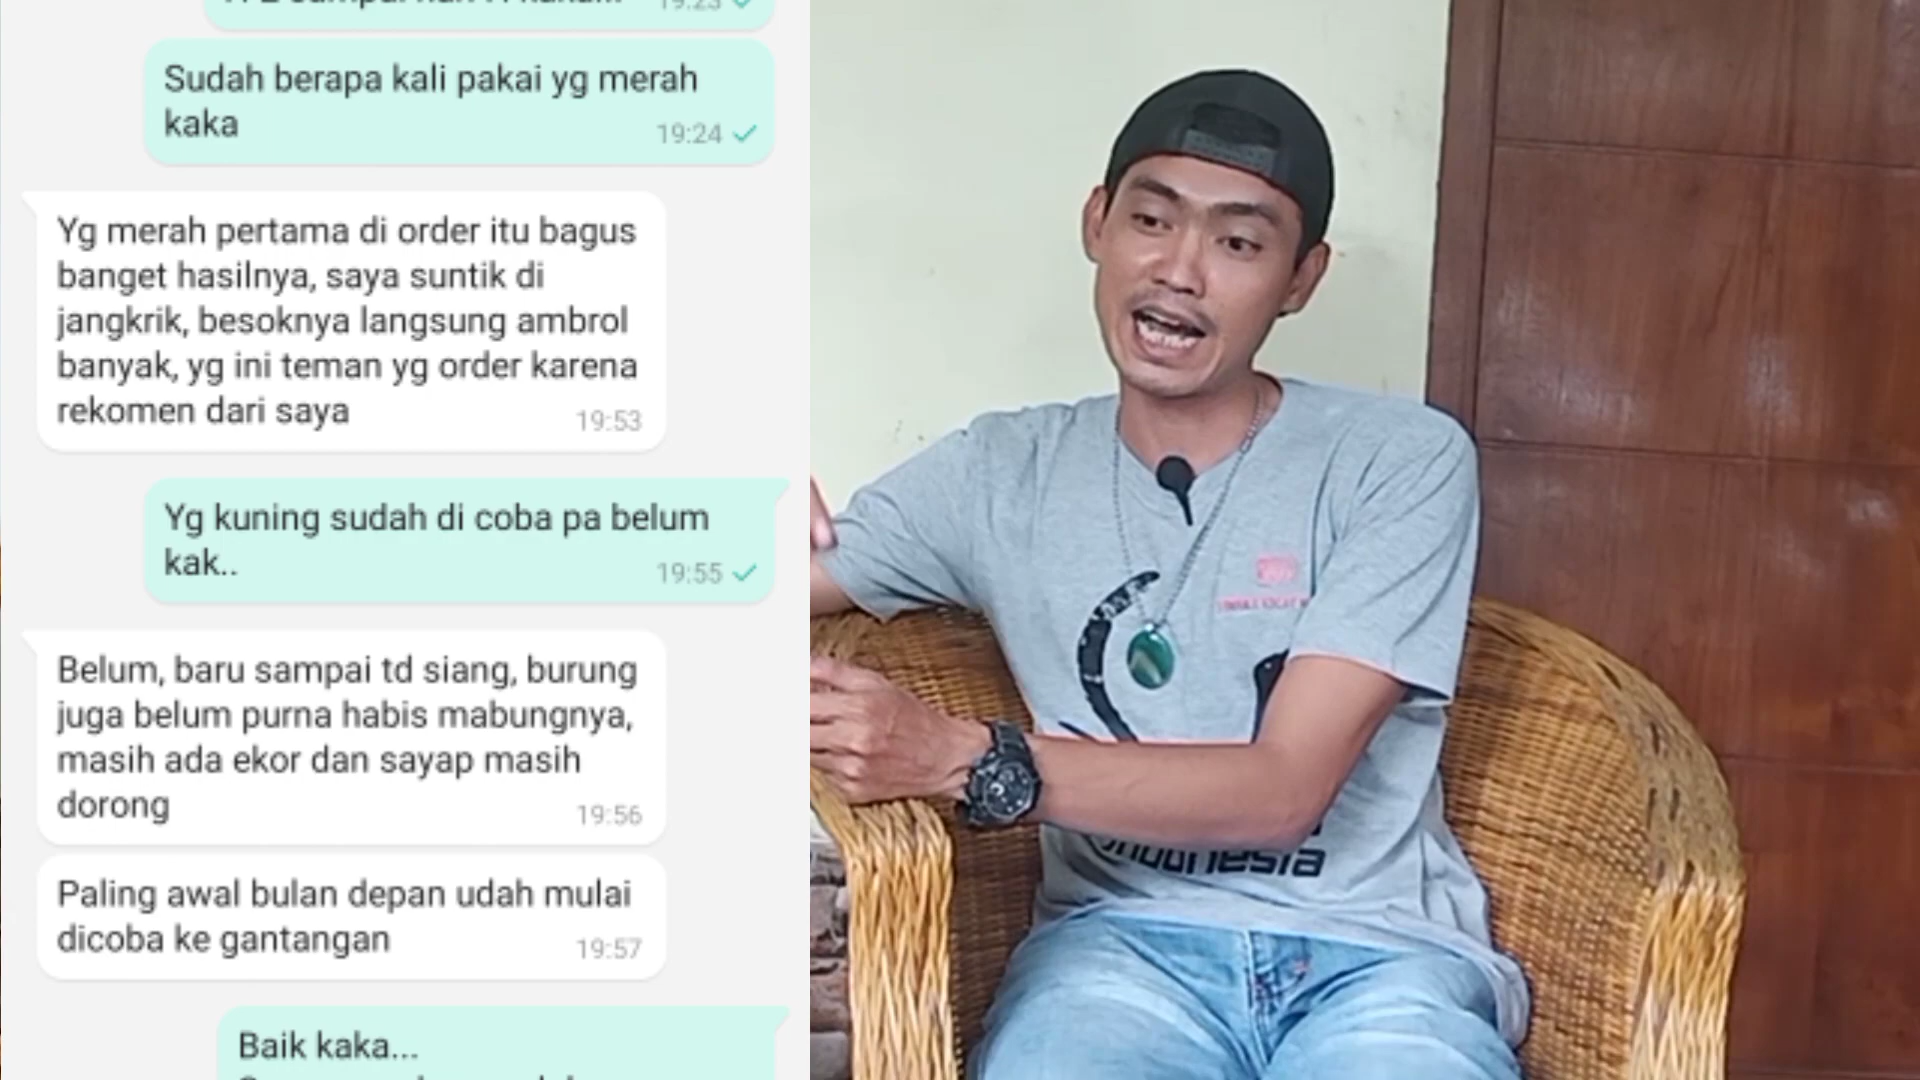 19:23
Sudah berapa kali pakai yg merah
kaka
19:24
Yg merah pertama di order itu bagus
banget hasilnya, saya suntik di
jangkrik, besoknya langsung ambrol
banyak, yg ini teman yg order karena
rekomen dari saya
19:53
Yg kuning sudah di coba pa belum
kak..
19:55
Belum, baru sampai td siang, burung
juga belum purna habis mabungnya,
masih ada ekor dan sayap masih
dorong
19:56
Paling awal bulan depan udah mulai
dicoba ke gantangan
19:57
Baik kaka...
Indonesia